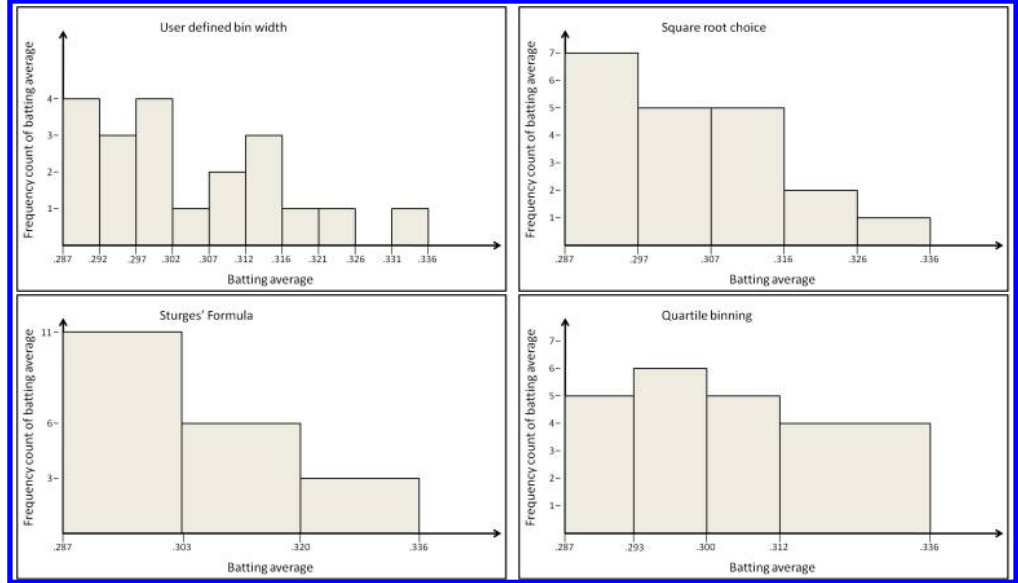 User defined bin width
Frequency count of batting average
4
3
2
1
.287 .292 .297 .302 .307 .312 .316 .321 .326 .331 .336
Batting average
Square root choice
Frequency count of batting average
7
6
5
4
3
2
1
.287 .297 .307 .316 .326 .336
Batting average
Sturges' Formula
Frequency count of batting average
11
6
3
.287 .303 .320 .336
Batting average
Quartile binning
Frequency count of batting average
7
6
5
4
3
2
1
.287 .293 .300 .312 .336
Batting average